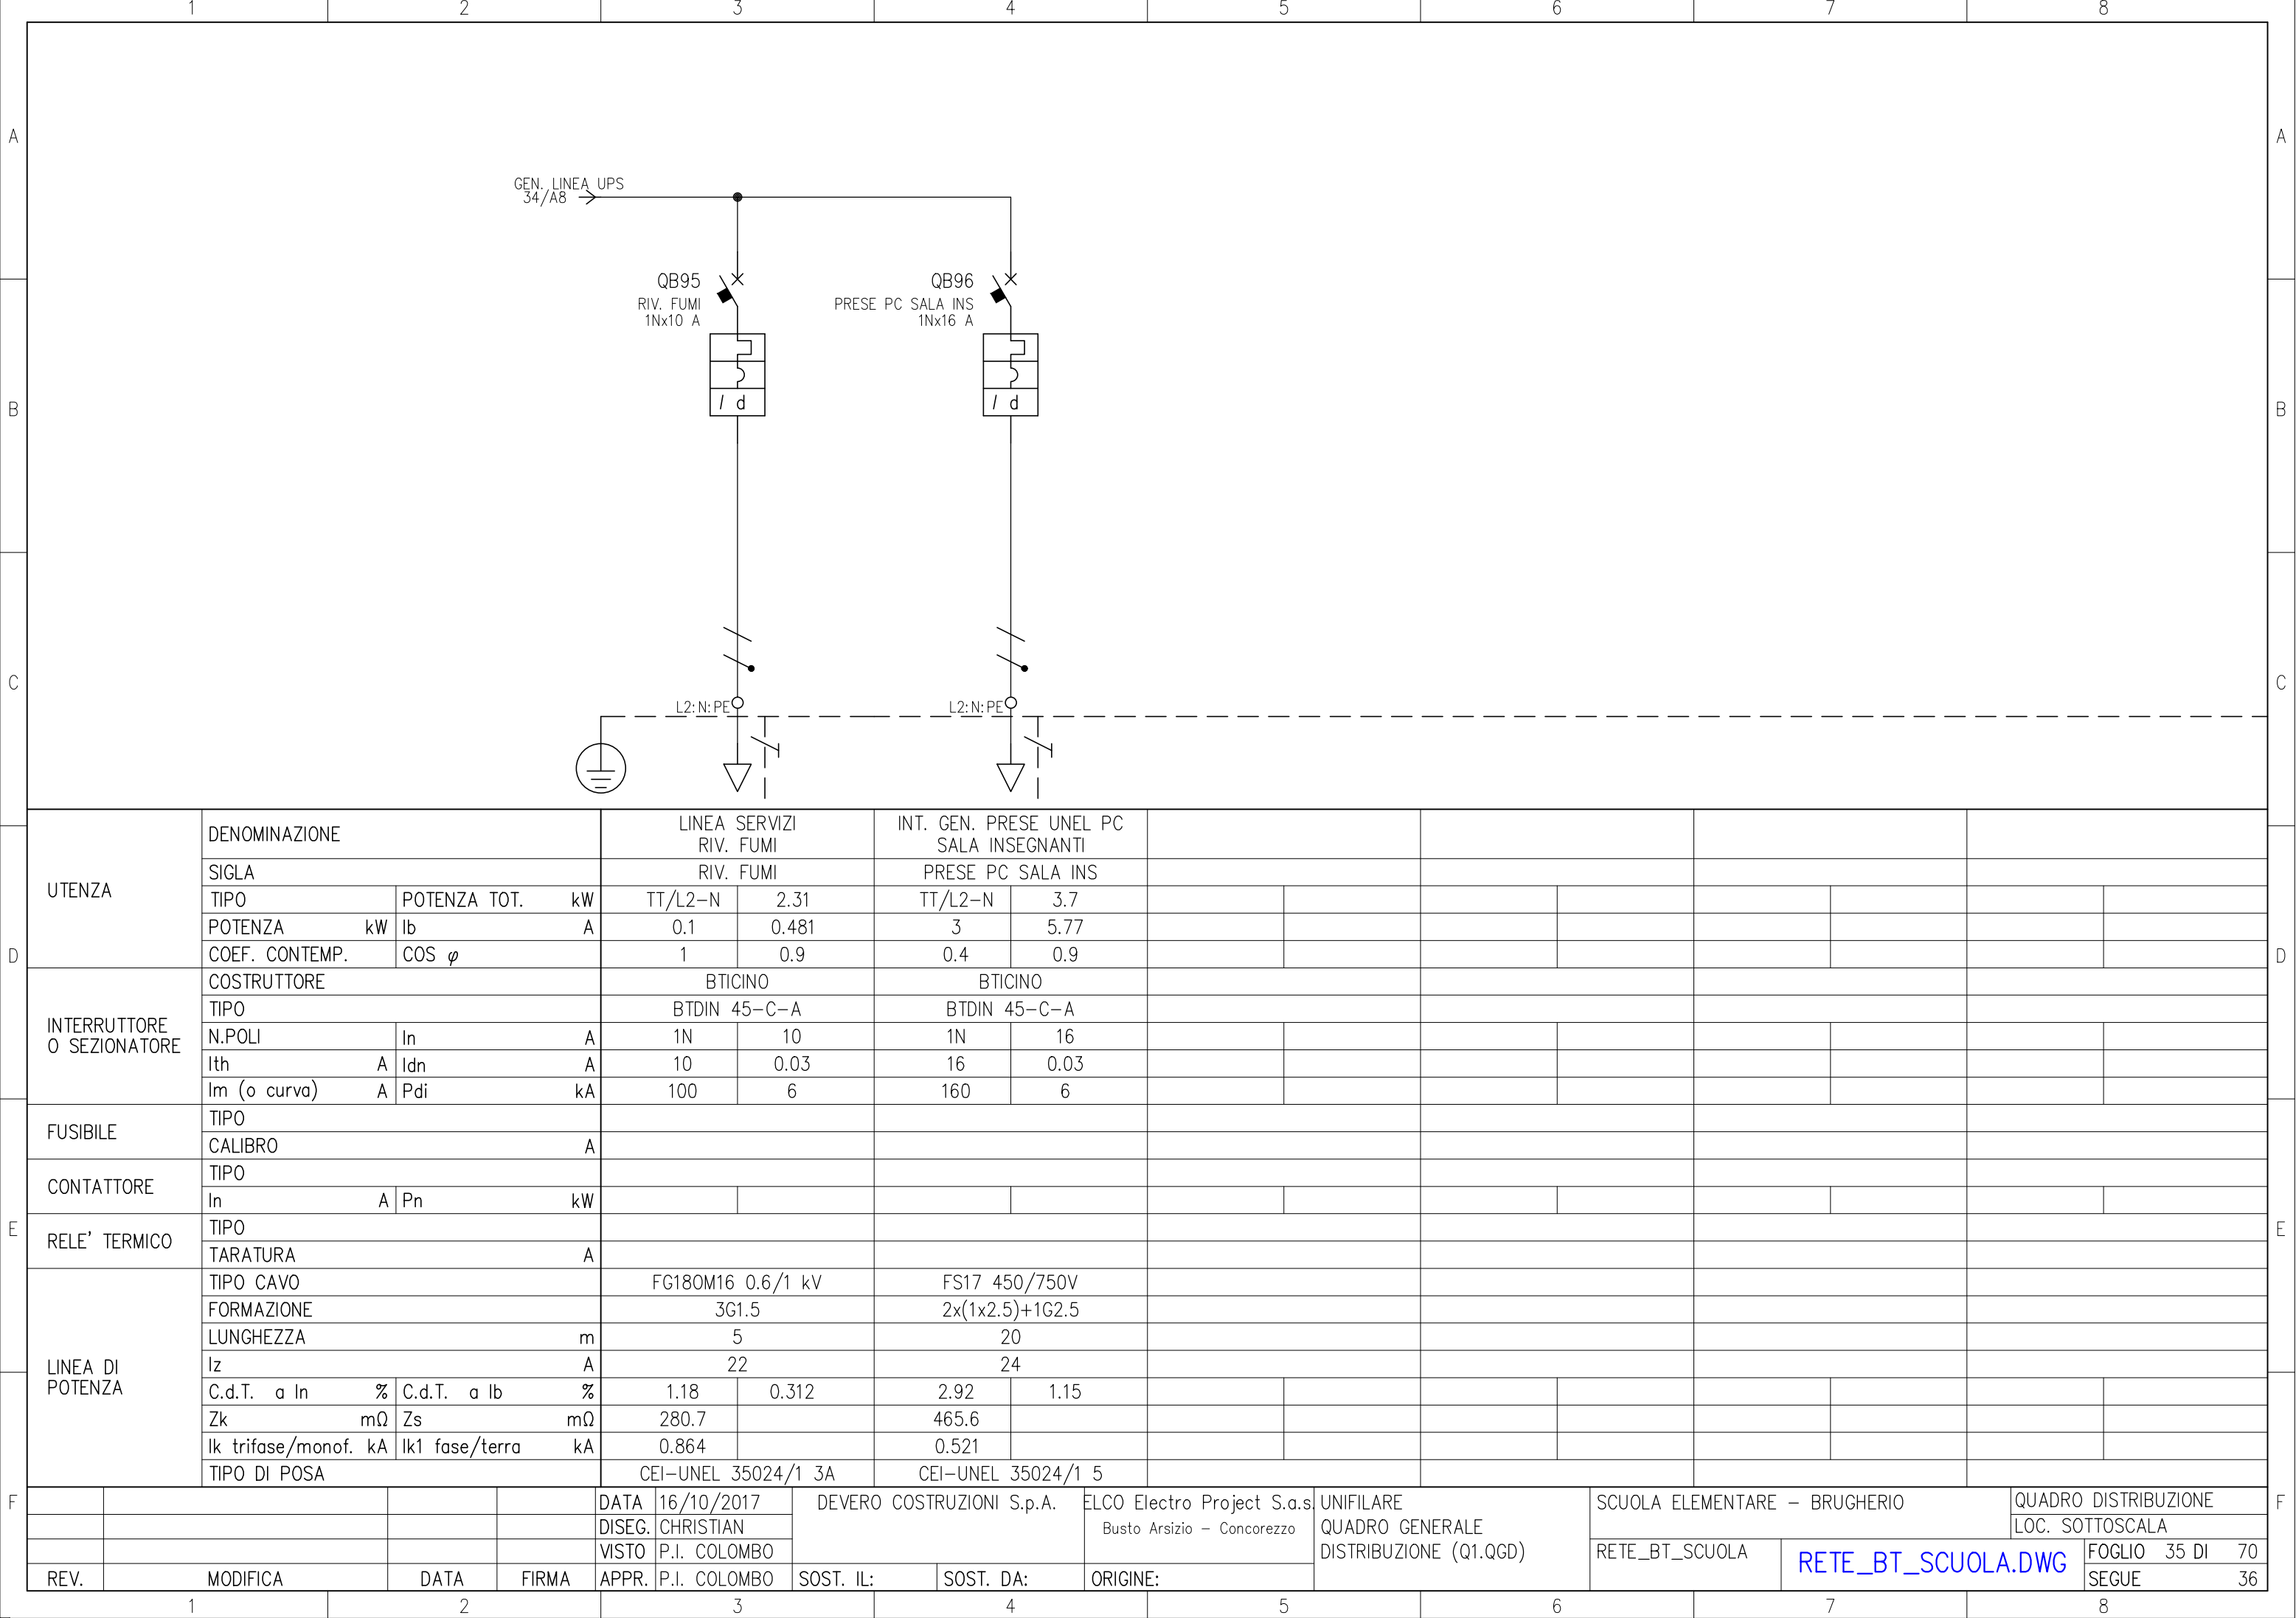 1 2 3 4 5 6 7 8
A A
GEN. LINEA UPS
34/A8
QB95
RIV. FUMI
1Nx10 A
QB96
PRESE PC SALA INS
1Nx16 A
I d I d
B B
C C
L2:N:PE L2:N:PE
UTENZA
DENOMINAZIONE LINEA SERVIZI RIV. FUMI INT. GEN. PRESE UNEL PC SALA INSEGNANTI
SIGLA RIV. FUMI PRESE PC SALA INS
TIPO POTENZA TOT. kW TT/L2-N 2.31 TT/L2-N 3.7
POTENZA kW Ib A 0.1 0.481 3 5.77
D COEF. CONTEMP. COS φ 1 0.9 0.4 0.9 D
INTERRUTTORE
O SEZIONATORE
COSTRUTTORE BTICINO BTICINO
TIPO BTDIN 45-C-A BTDIN 45-C-A
N.POLI In A 1N 10 1N 16
Ith A Idn A 10 0.03 16 0.03
Im (o curva) A Pdi kA 100 6 160 6
FUSIBILE
TIPO
CALIBRO A
CONTATTORE
TIPO
In A Pn kW
E RELE' TERMICO E
TIPO
TARATURA A
LINEA DI
POTENZA
TIPO CAVO FG18OM16 0.6/1 kV FS17 450/750V
FORMAZIONE 3G1.5 2x(1x2.5)+1G2.5
LUNGHEZZA m 5 20
Iz A 22 24
C.d.T. a In % C.d.T. a Ib % 1.18 0.312 2.92 1.15
Zk mΩ Zs mΩ 280.7 465.6
Ik trifase/monof. kA Ik1 fase/terra kA 0.864 0.521
TIPO DI POSA CEI-UNEL 35024/1 3A CEI-UNEL 35024/1 5
F F
DATA 16/10/2017
DISEG. CHRISTIAN
VISTO P.I. COLOMBO
REV. MODIFICA DATA FIRMA APPR. P.I. COLOMBO
DEVERO COSTRUZIONI S.p.A.
SOST. IL: SOST. DA:
ELCO Electro Project S.a.s.
Busto Arsizio - Concorezzo
ORIGINE:
UNIFILARE
QUADRO GENERALE
DISTRIBUZIONE (Q1.QGD)
SCUOLA ELEMENTARE - BRUGHERIO
RETE_BT_SCUOLA
RETE_BT_SCUOLA.DWG
QUADRO DISTRIBUZIONE
LOC. SOTTOSCALA
FOGLIO 35 DI 70
SEGUE 36
1 2 3 4 5 6 7 8